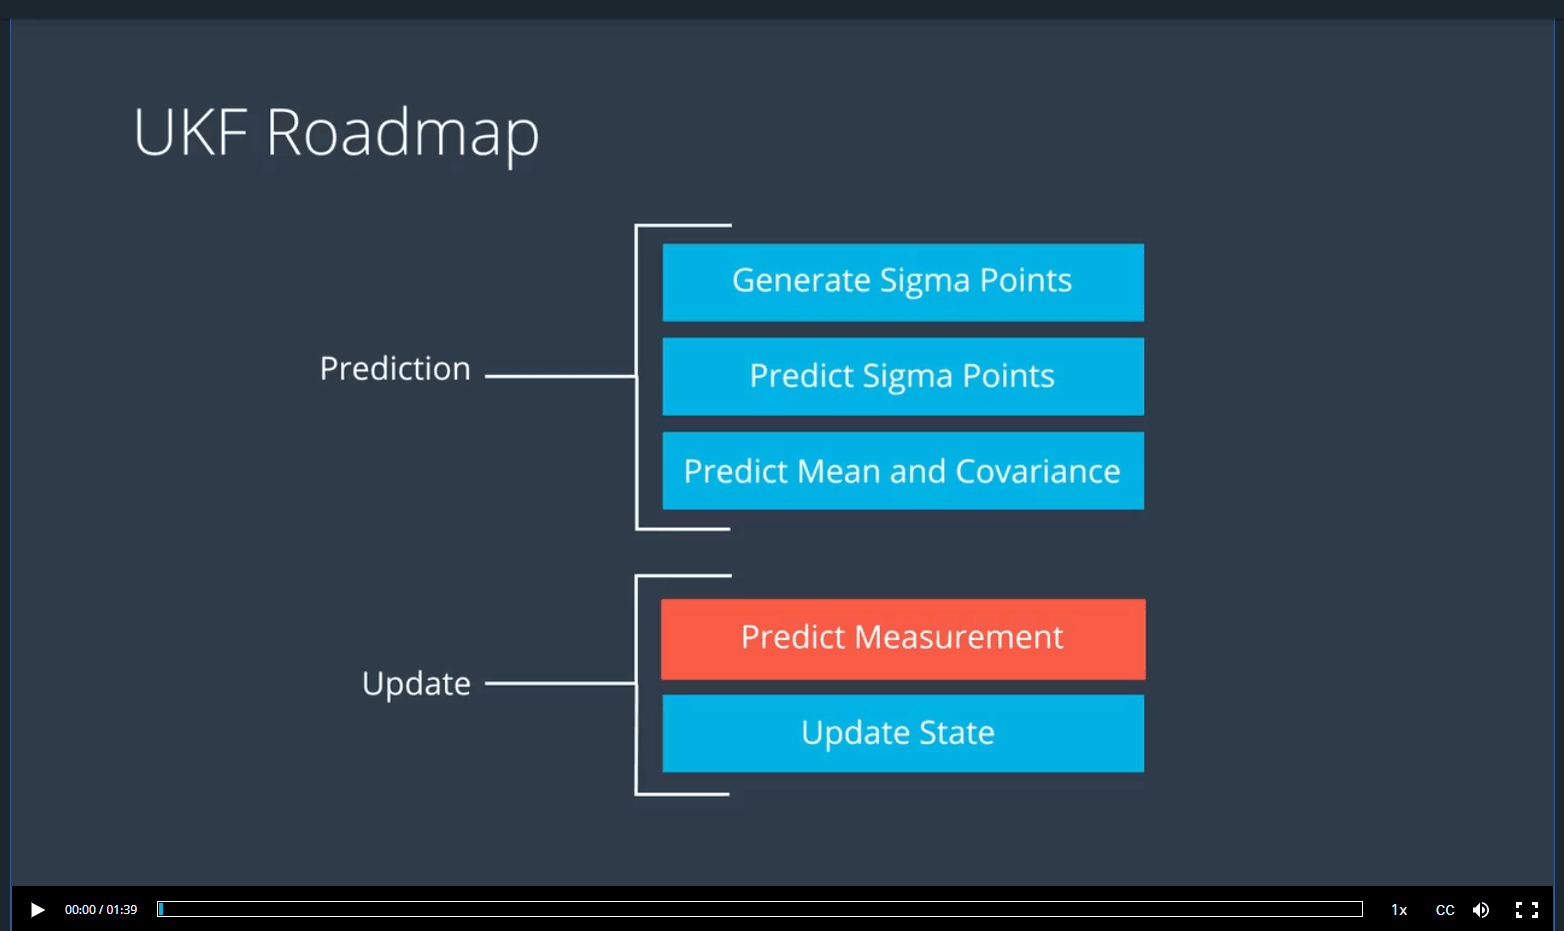 UKF Roadmap
Prediction
Generate Sigma Points
Predict Sigma Points
Predict Mean and Covariance
Update
Predict Measurement
Update State
00:00 / 01:39
1x
CC